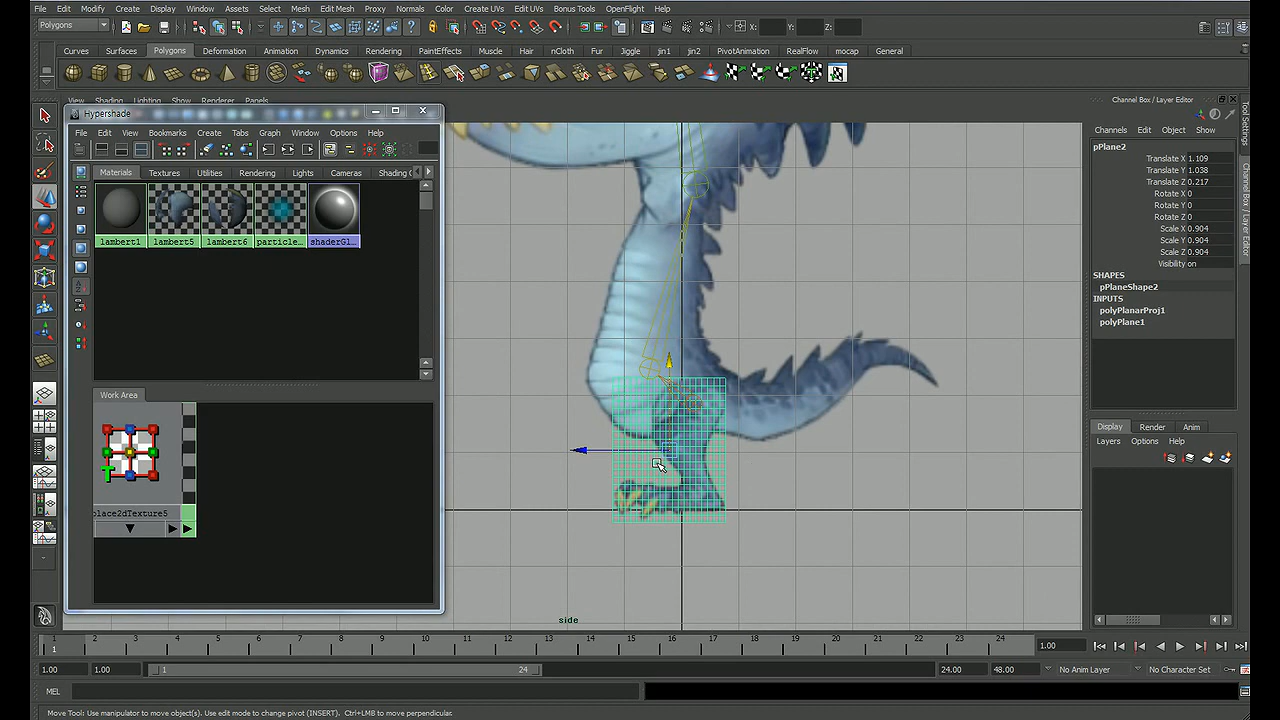 File Edit Modify Create Display Window Assets Select Mesh Edit Mesh Proxy Normals Color Create UVs Edit UVs Bonus Tools OpenFlight Help
Polygons X: Y: Z:
Curves Surfaces Polygons Deformation Animation Dynamics Rendering PaintEffects Muscle Hair nCloth Fur Jiggle jin1 jin2 PivotAnimation RealFlow mocap General
View Shading Lighting Show Renderer Panels
Channel Box / Layer Editor
Hypershade
File Edit View Bookmarks Create Tabs Graph Window Options Help
Channels Edit Object Show
Materials Textures Utilities Rendering Lights Cameras Shading
lambert1 lambert5 lambert6 particle... shaderGl...
pPlane2
Translate X 1.109
Translate Y 1.038
Translate Z 0.217
Rotate X 0
Rotate Y 0
Rotate Z 0
Scale X 0.904
Scale Y 0.904
Scale Z 0.904
Visibility on
SHAPES
pPlaneShape2
INPUTS
polyPlanarProj1
polyPlane1
Tool Settings
Channel Box / Layer Editor
Work Area
place2dTexture5
Display Render Anim
Layers Options Help
side
1 2 3 4 5 6 7 8 9 10 11 12 13 14 15 16 17 18 19 20 21 22 23 24
1 1.00
1.00 1.00 1 24 24.00 48.00 No Anim Layer No Character Set
MEL
Move Tool: Use manipulator to move object(s). Use edit mode to change pivot (INSERT). Ctrl+LMB to move perpendicular.